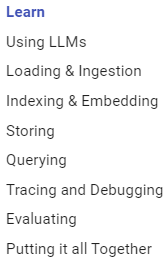 Learn
Using LLMs
Loading & Ingestion
Indexing & Embedding
Storing
Querying
Tracing and Debugging
Evaluating
Putting it all Together